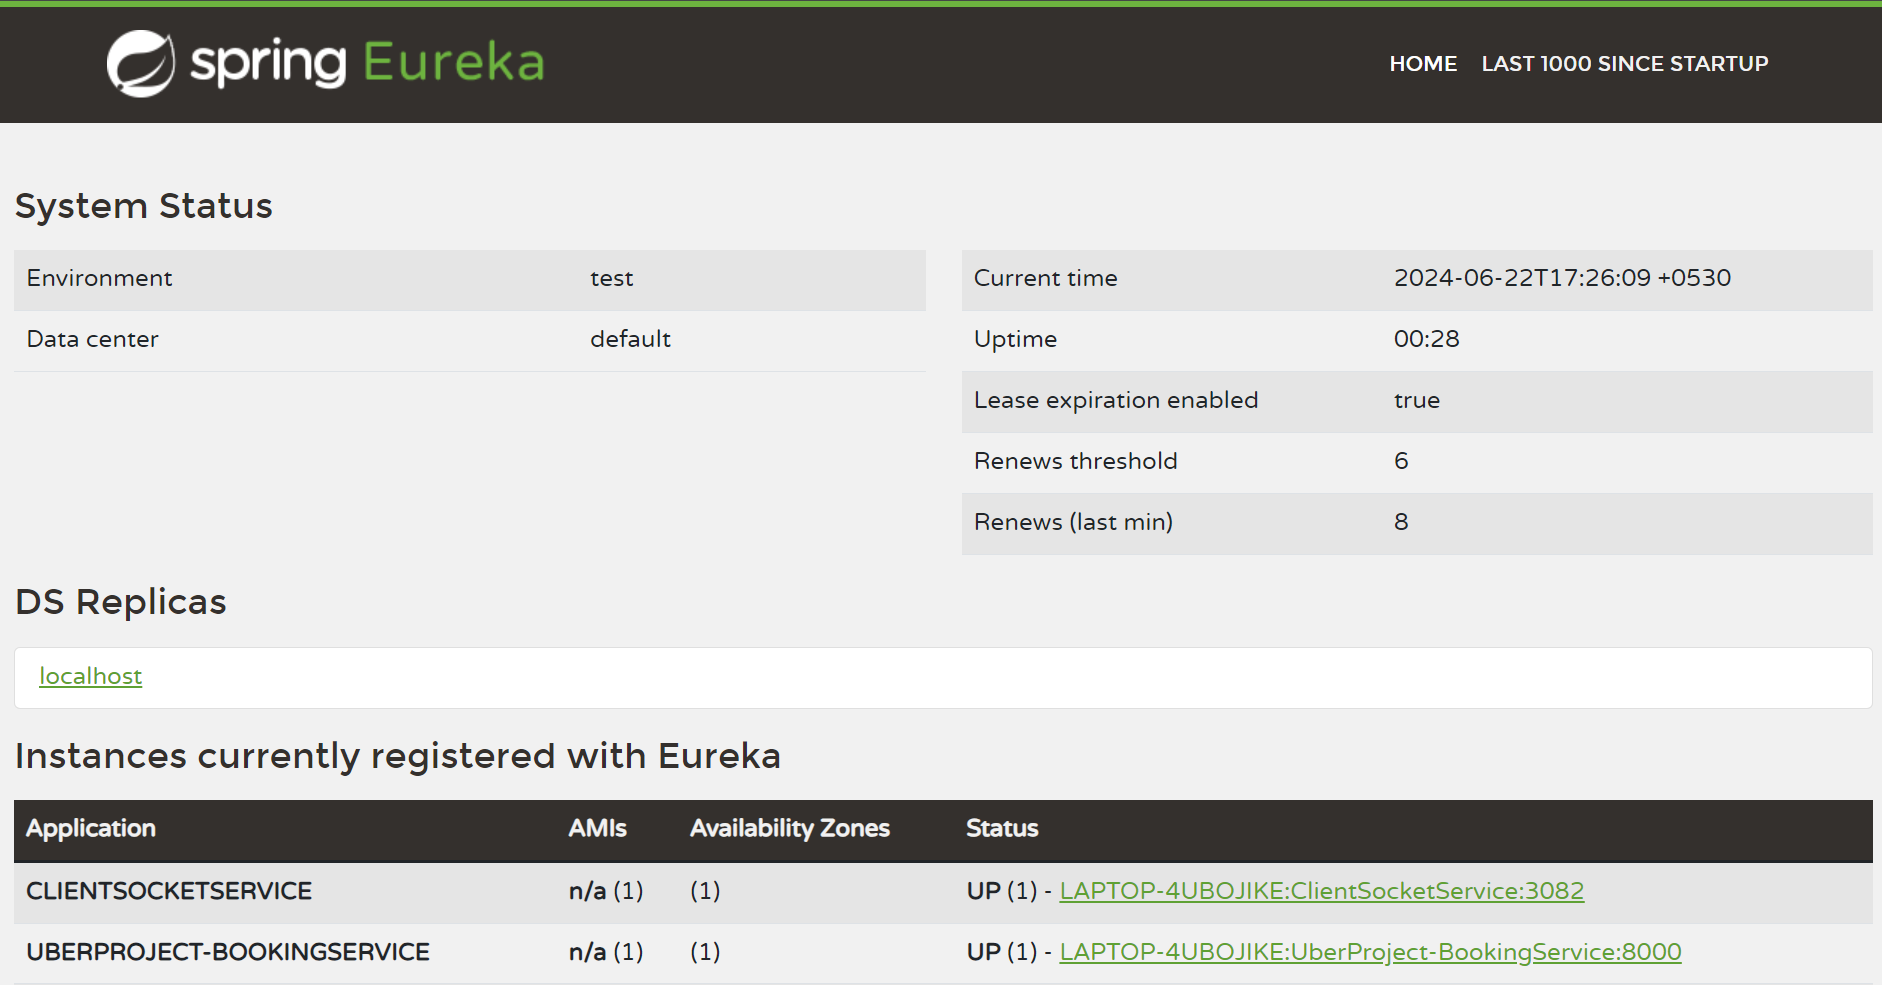 spring Eureka
HOME LAST 1000 SINCE STARTUP
System Status
Environment test
Data center default
Current time 2024-06-22T17:26:09 +0530
Uptime 00:28
Lease expiration enabled true
Renews threshold 6
Renews (last min) 8
DS Replicas
localhost
Instances currently registered with Eureka
Application AMIs Availability Zones Status
CLIENTSOCKETSERVICE n/a (1) (1) UP (1) - LAPTOP-4UBOJIKE:ClientSocketService:3082
UBERPROJECT-BOOKINGSERVICE n/a (1) (1) UP (1) - LAPTOP-4UBOJIKE:UberProject-BookingService:8000